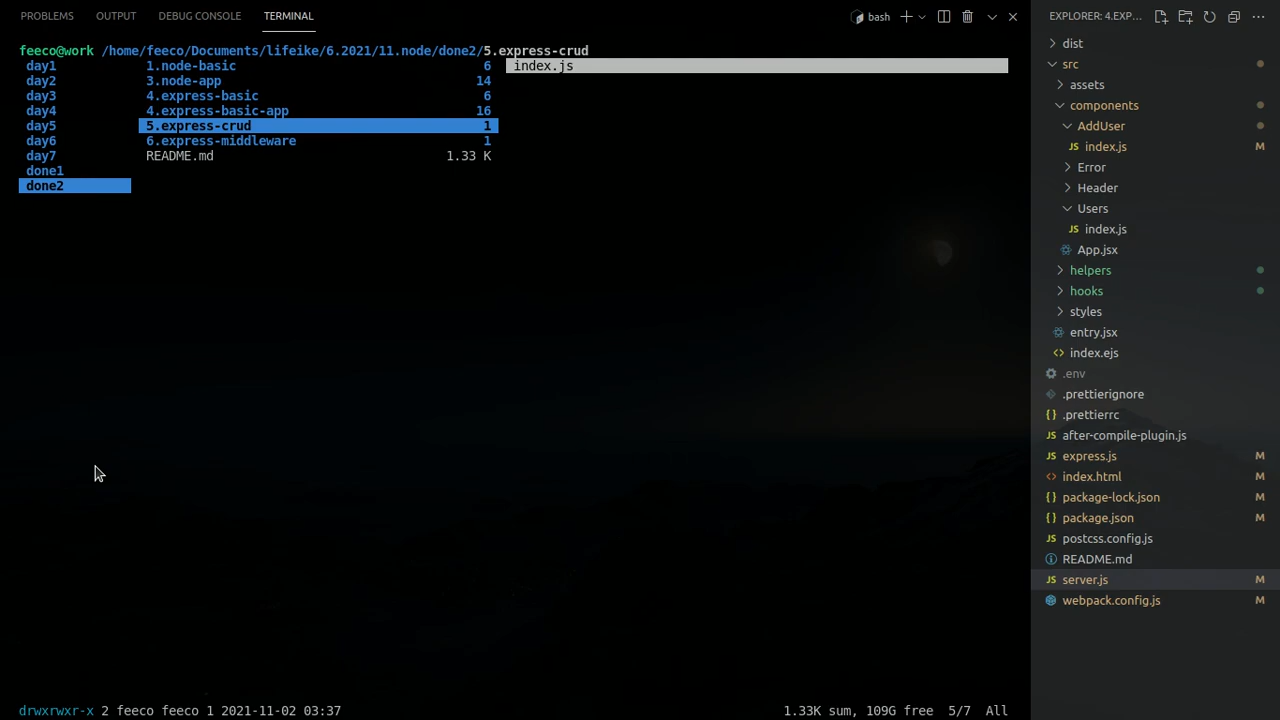 PROBLEMS OUTPUT DEBUG CONSOLE TERMINAL bash EXPLORER: 4.EXP...
feeco@work /home/feeco/Documents/lifeike/6.2021/11.node/done2/5.express-crud
day1 1.node-basic 6 index.js
day2 3.node-app 14
day3 4.express-basic 6
day4 4.express-basic-app 16
day5 5.express-crud 1
day6 6.express-middleware 1
day7 README.md 1.33 K
done1
done2
drwxrwxr-x 2 feeco feeco 1 2021-11-02 03:37 1.33K sum, 109G free 5/7 All
dist
src
assets
components
AddUser
JS index.js M
Error
Header
Users
JS index.js
App.jsx
helpers
hooks
styles
entry.jsx
<> index.ejs
.env
.prettierignore
{} .prettierrc
JS after-compile-plugin.js
JS express.js M
<> index.html M
{} package-lock.json M
{} package.json M
JS postcss.config.js
README.md
JS server.js M
webpack.config.js M